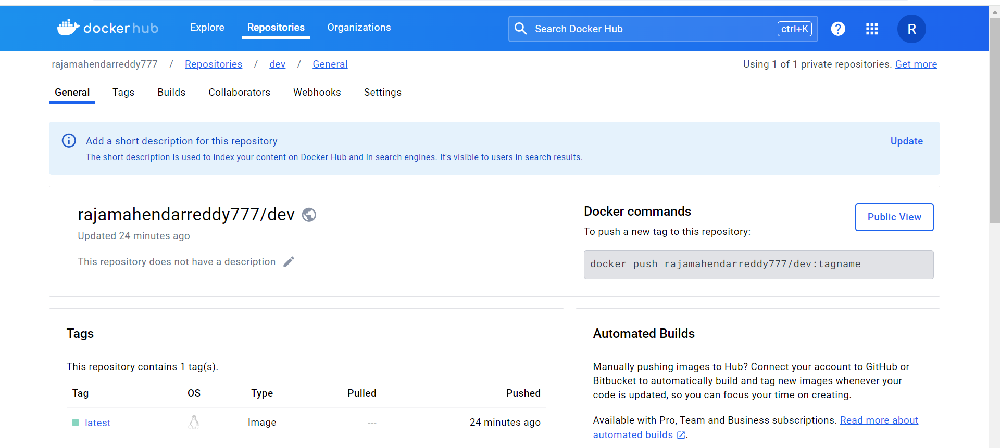 dockerhub Explore Repositories Organizations Search Docker Hub ctrl+K ? R
rajamahendarreddy777 / Repositories / dev / General Using 1 of 1 private repositories. Get more
General Tags Builds Collaborators Webhooks Settings
Add a short description for this repository Update
The short description is used to index your content on Docker Hub and in search engines. It's visible to users in search results.
rajamahendarreddy777/dev
Updated 24 minutes ago
This repository does not have a description
Docker commands
Public View
To push a new tag to this repository:
docker push rajamahendarreddy777/dev:tagname
Tags
This repository contains 1 tag(s).
Tag OS Type Pulled Pushed
latest Image --- 24 minutes ago
Automated Builds
Manually pushing images to Hub? Connect your account to GitHub or
Bitbucket to automatically build and tag new images whenever your
code is updated, so you can focus your time on creating.
Available with Pro, Team and Business subscriptions. Read more about
automated builds.